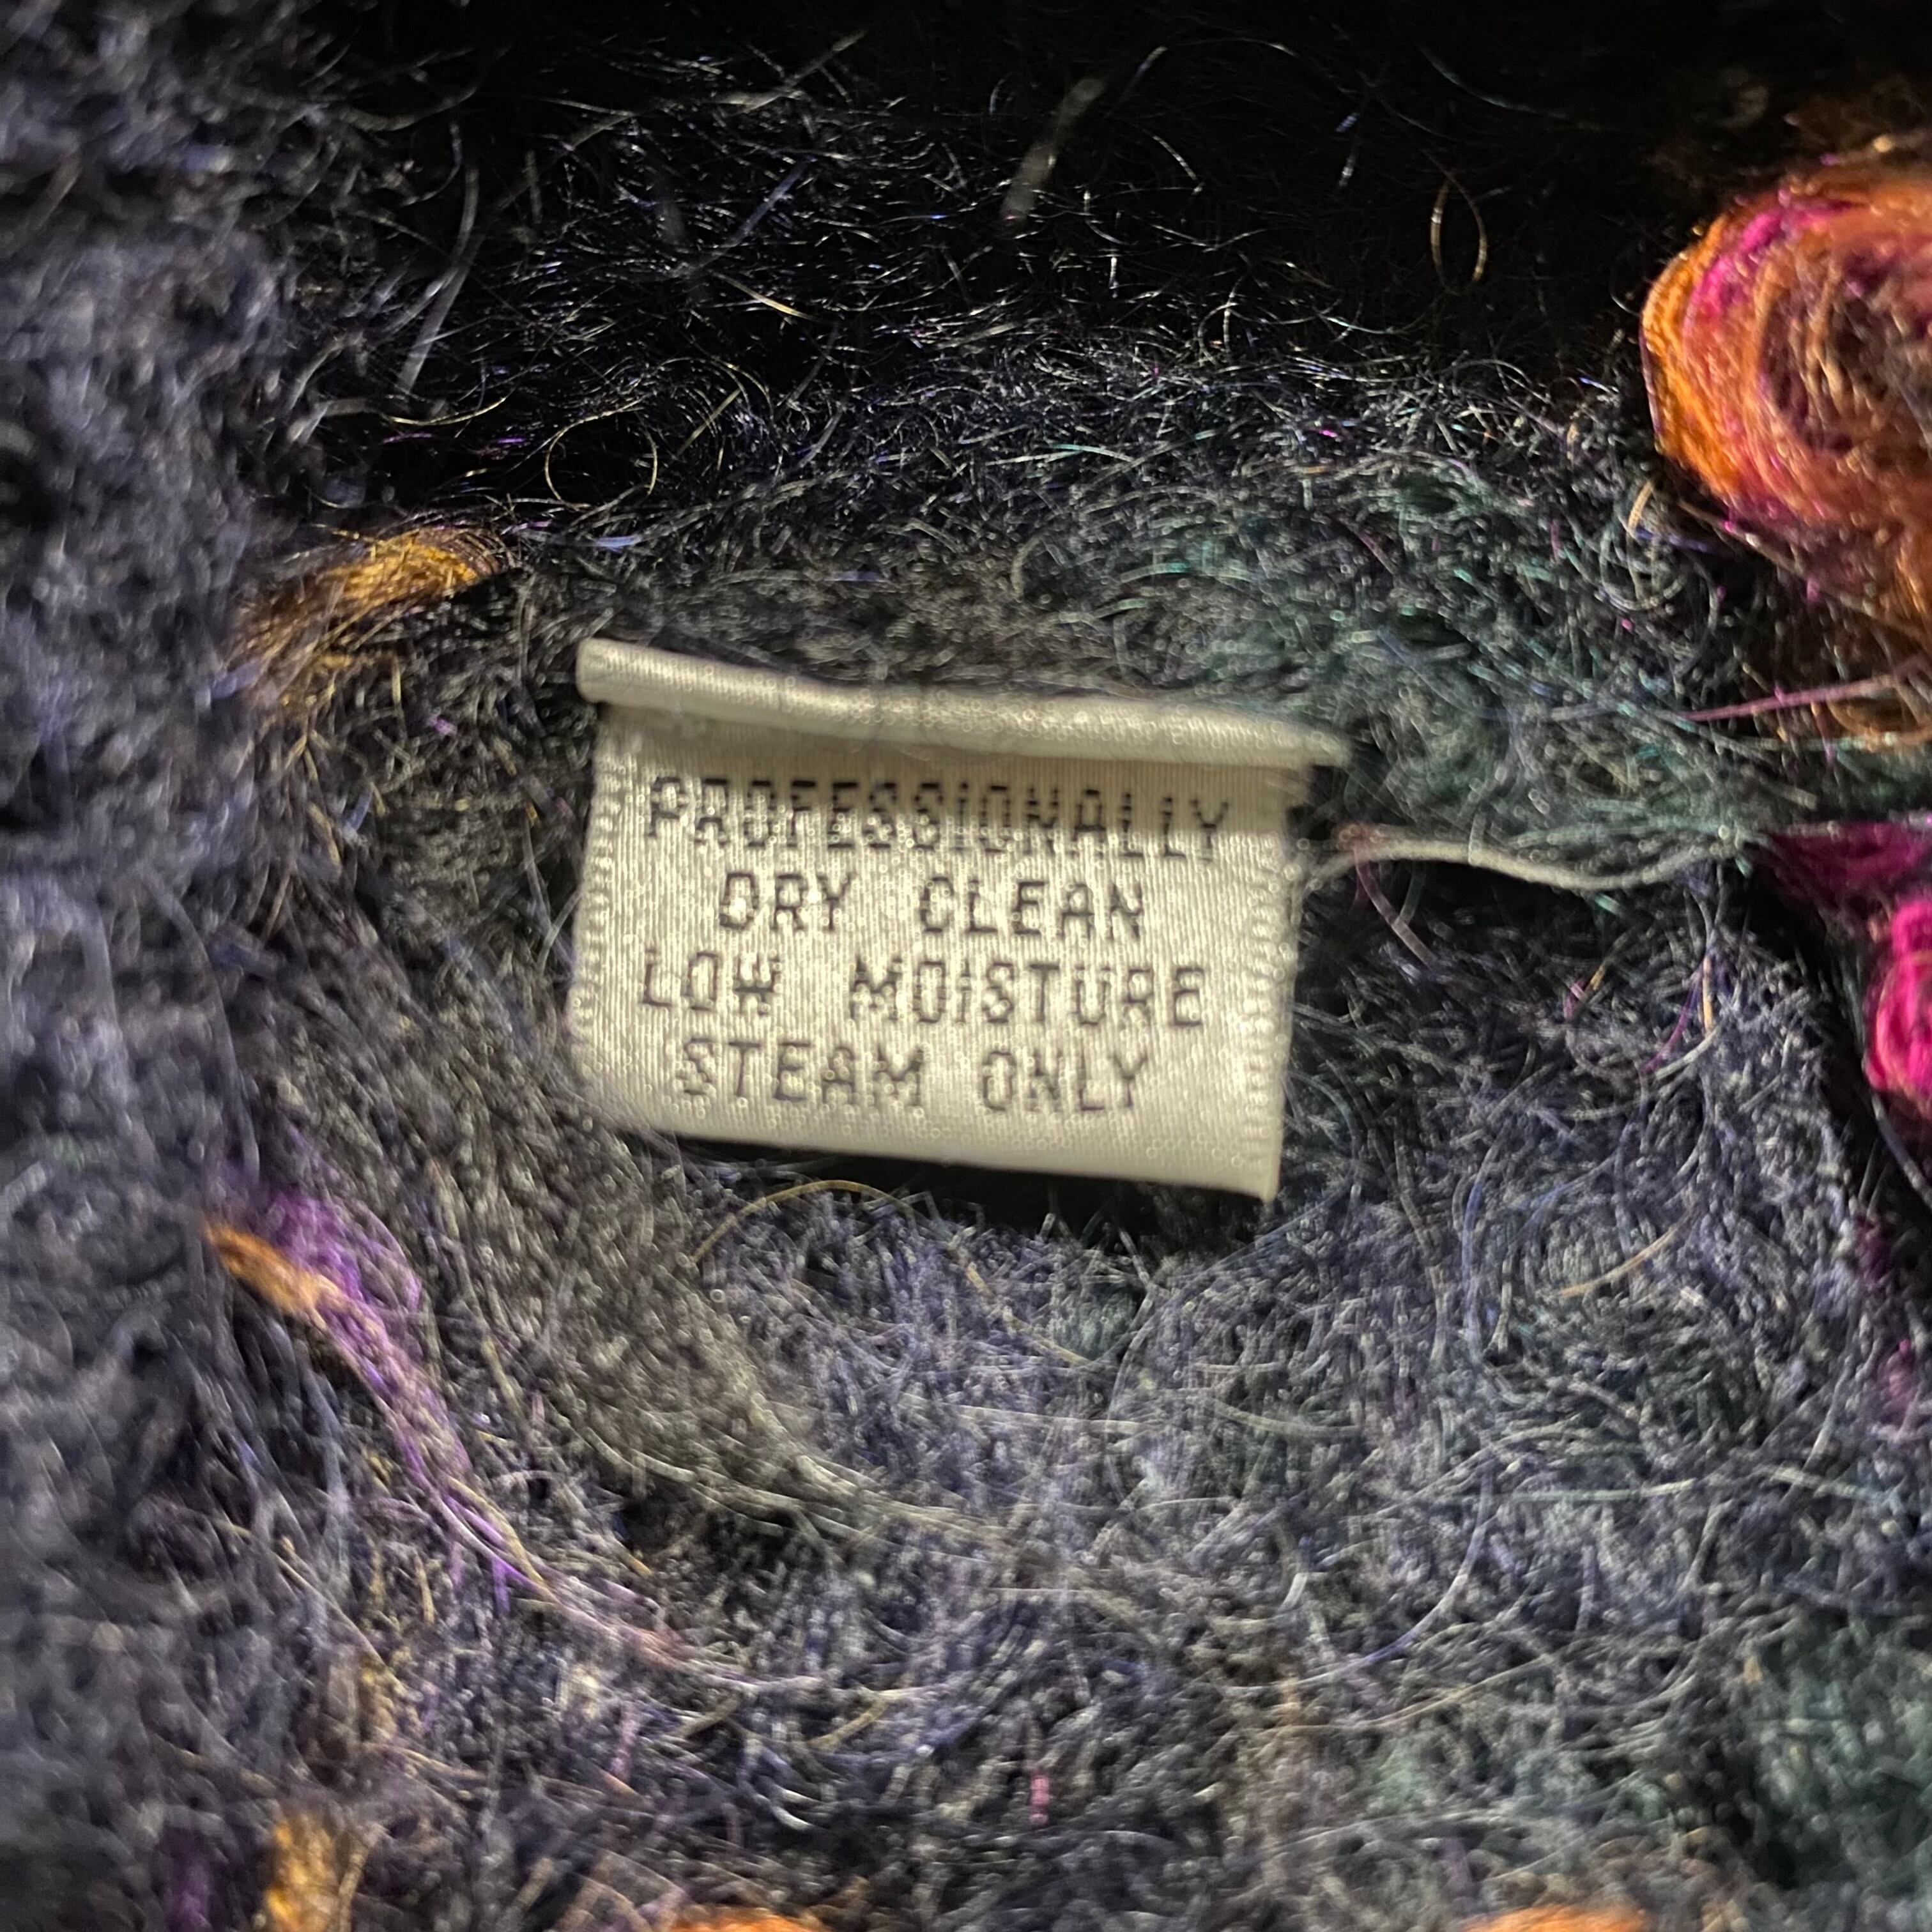 PROFESSIONALLY
DRY CLEAN
LOW MOISTURE
STEAM ONLY